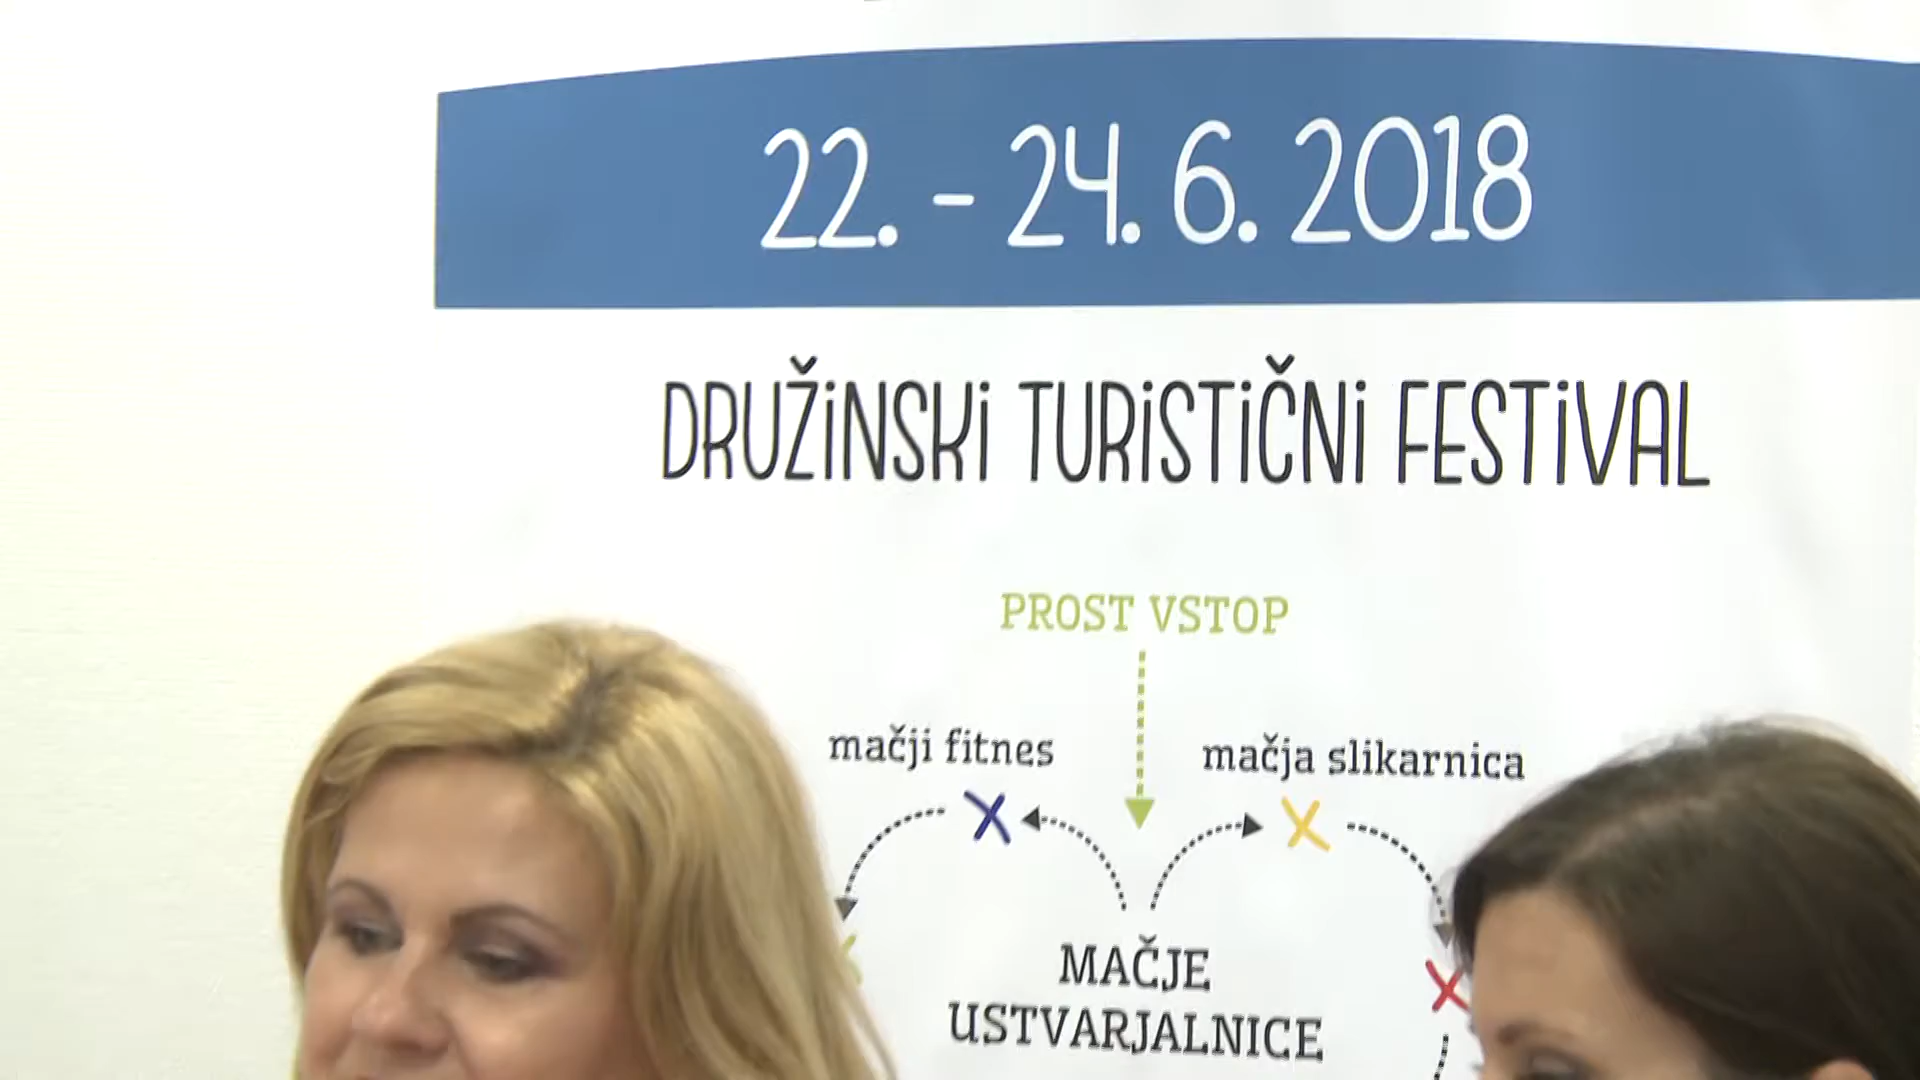 22. - 24. 6. 2018
DRUŽINSKI TURISTIČNI FESTIVAL
PROST VSTOP
mačji fitnes
mačja slikarnica
MAČJE
USTVARJALNICE